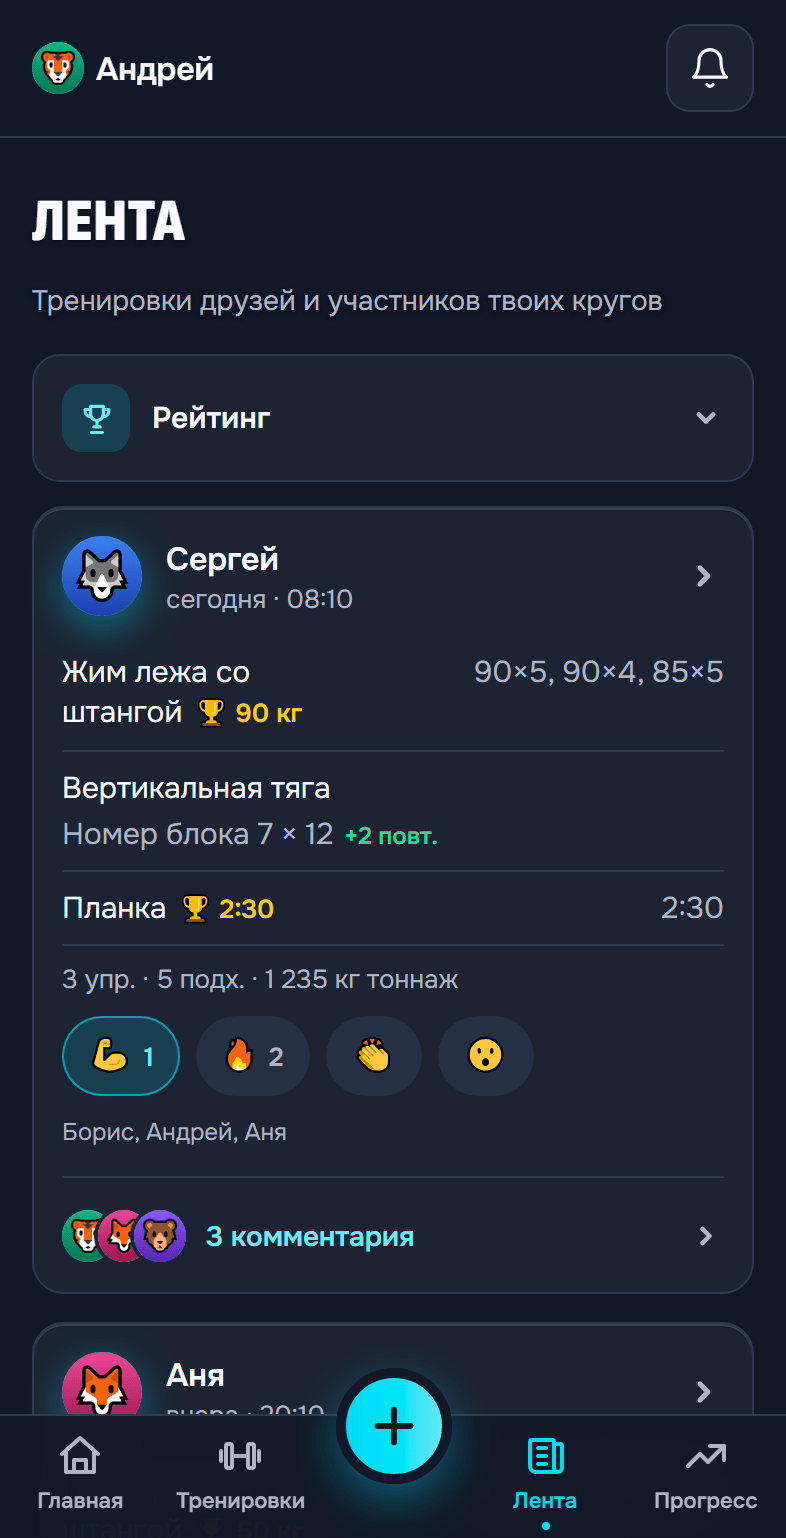 Андрей
ЛЕНТА
Тренировки друзей и участников твоих кругов
Рейтинг
Сергей
сегодня · 08:10
Жим лежа со штангой 90 кг
90×5, 90×4, 85×5
Вертикальная тяга
Номер блока 7 × 12 +2 повт.
Планка 2:30
2:30
3 упр. · 5 подх. · 1 235 кг тоннаж
1
2
Борис, Андрей, Аня
3 комментария
Аня
вчера · 20:10
Главная
Тренировки
Лента
Прогресс